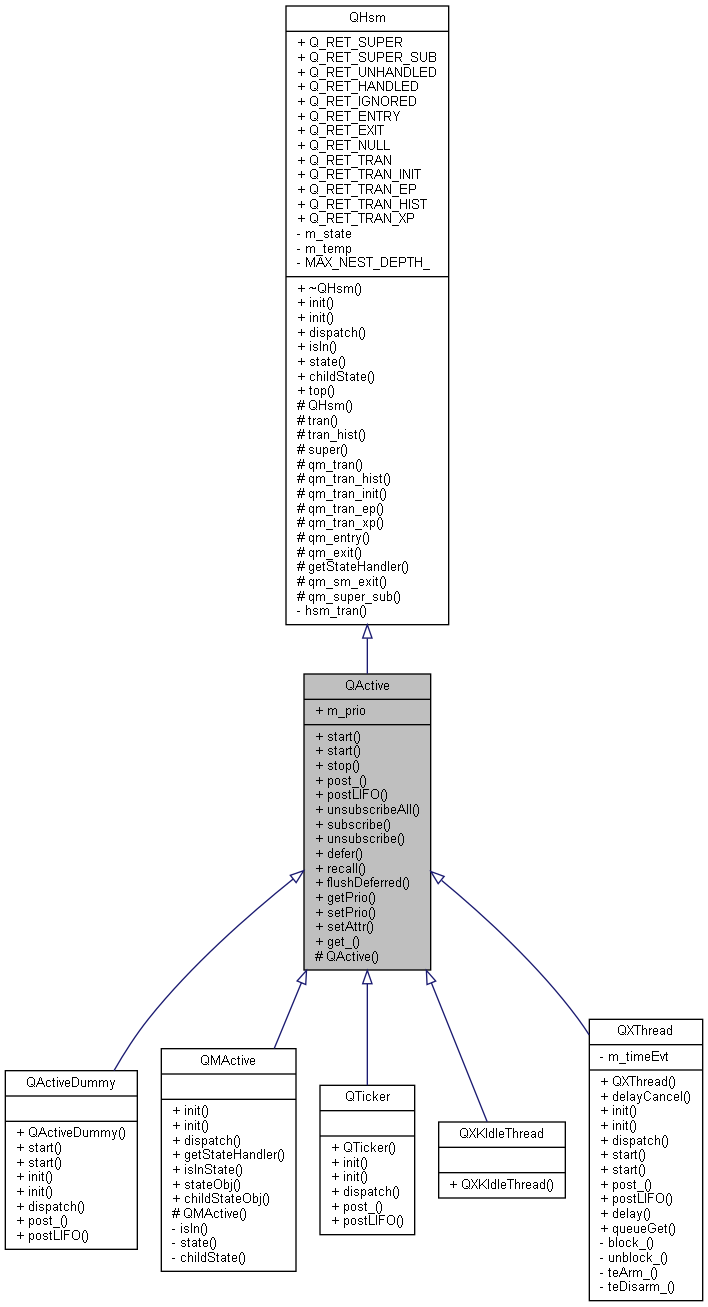 QHsm
+ Q_RET_SUPER
+ Q_RET_SUPER_SUB
+ Q_RET_UNHANDLED
+ Q_RET_HANDLED
+ Q_RET_IGNORED
+ Q_RET_ENTRY
+ Q_RET_EXIT
+ Q_RET_NULL
+ Q_RET_TRAN
+ Q_RET_TRAN_INIT
+ Q_RET_TRAN_EP
+ Q_RET_TRAN_HIST
+ Q_RET_TRAN_XP
- m_state
- m_temp
- MAX_NEST_DEPTH_
+ ~QHsm()
+ init()
+ init()
+ dispatch()
+ isIn()
+ state()
+ childState()
+ top()
# QHsm()
# tran()
# tran_hist()
# super()
# qm_tran()
# qm_tran_hist()
# qm_tran_init()
# qm_tran_ep()
# qm_tran_xp()
# qm_entry()
# qm_exit()
# getStateHandler()
# qm_sm_exit()
# qm_super_sub()
- hsm_tran()
QActive
+ m_prio
+ start()
+ start()
+ stop()
+ post_()
+ postLIFO()
+ unsubscribeAll()
+ subscribe()
+ unsubscribe()
+ defer()
+ recall()
+ flushDeferred()
+ getPrio()
+ setPrio()
+ setAttr()
+ get_()
# QActive()
QActiveDummy
+ QActiveDummy()
+ start()
+ start()
+ init()
+ init()
+ dispatch()
+ post_()
+ postLIFO()
QMActive
+ init()
+ init()
+ dispatch()
+ getStateHandler()
+ isInState()
+ stateObj()
+ childStateObj()
# QMActive()
- isIn()
- state()
- childState()
QTicker
+ QTicker()
+ init()
+ init()
+ dispatch()
+ post_()
+ postLIFO()
QXKIdleThread
+ QXKIdleThread()
QXThread
- m_timeEvt
+ QXThread()
+ delayCancel()
+ init()
+ init()
+ dispatch()
+ start()
+ start()
+ post_()
+ postLIFO()
+ delay()
+ queueGet()
- block_()
- unblock_()
- teArm_()
- teDisarm_()